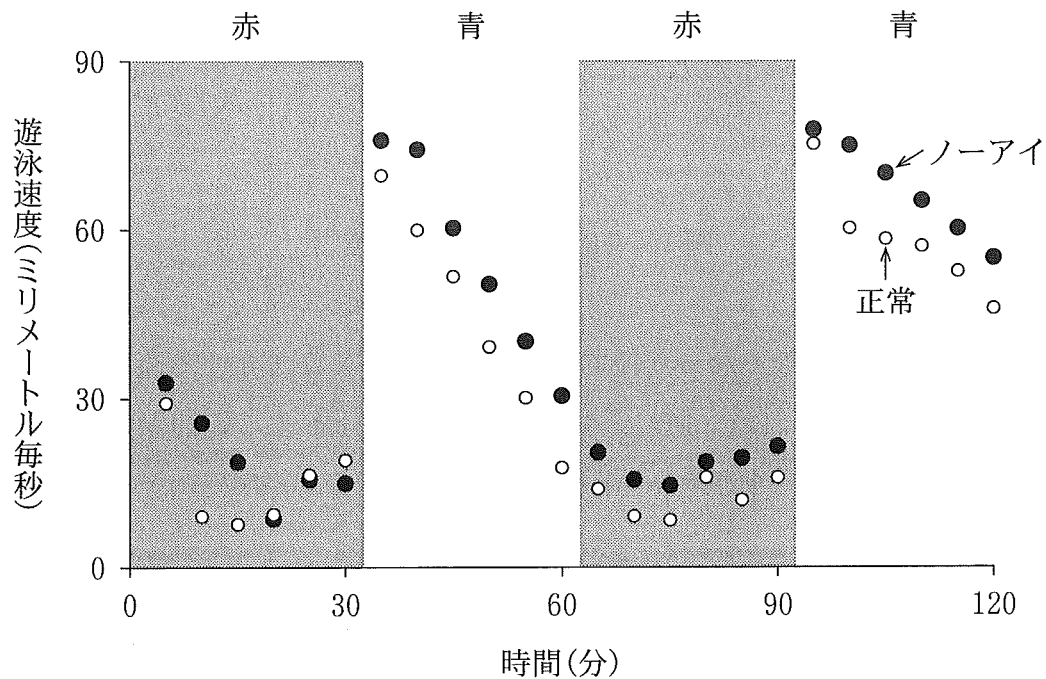 赤 青 赤 青
90
60
30
0
遊泳速度(ミリメートル毎秒)
ノーアイ
正常
0 30 60 90 120
時間(分)